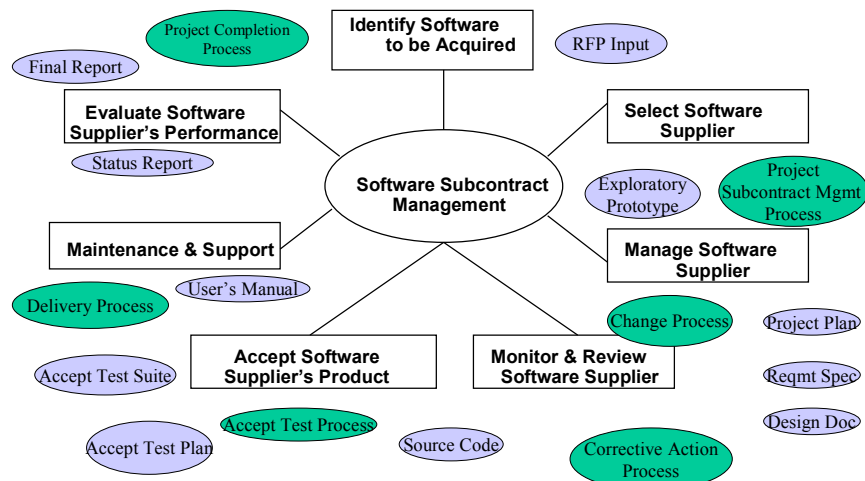 Identify Software
to be Acquired
Project Completion
Process
RFP Input
Final Report
Evaluate Software
Supplier's Performance
Select Software
Supplier
Status Report
Software Subcontract
Management
Exploratory
Prototype
Project
Subcontract Mgmt
Process
Maintenance & Support
Manage Software
Supplier
User's Manual
Delivery Process
Change Process
Project Plan
Accept Software
Supplier's Product
Monitor & Review
Software Supplier
Accept Test Suite
Reqmt Spec
Accept Test Process
Design Doc
Accept Test Plan
Source Code
Corrective Action
Process